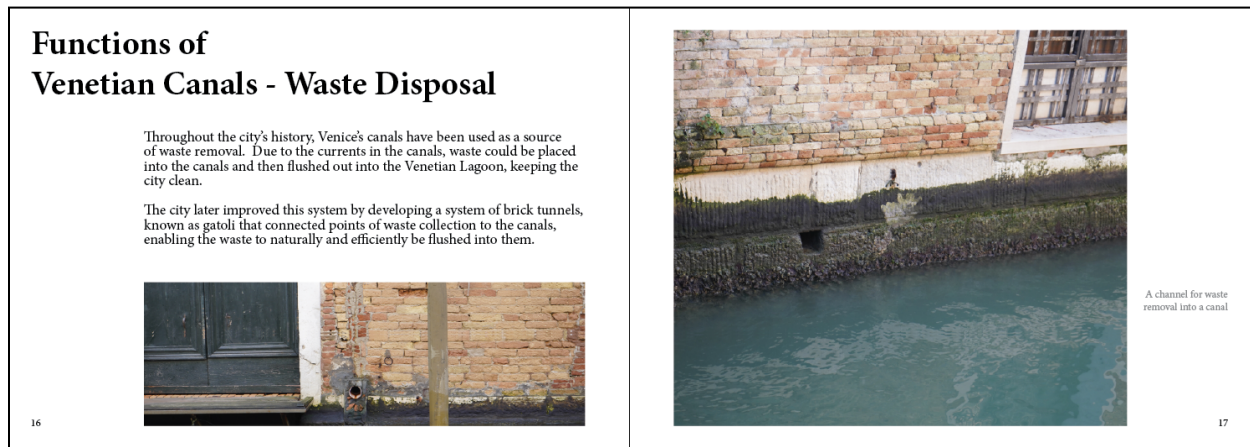 Functions of
Venetian Canals - Waste Disposal
Throughout the city's history, Venice's canals have been used as a source
of waste removal.  Due to the currents in the canals, waste could be placed
into the canals and then flushed out into the Venetian Lagoon, keeping the
city clean.
The city later improved this system by developing a system of brick tunnels,
known as gatoli that connected points of waste collection to the canals,
enabling the waste to naturally and efficiently be flushed into them.
16
A channel for waste
removal into a canal
17